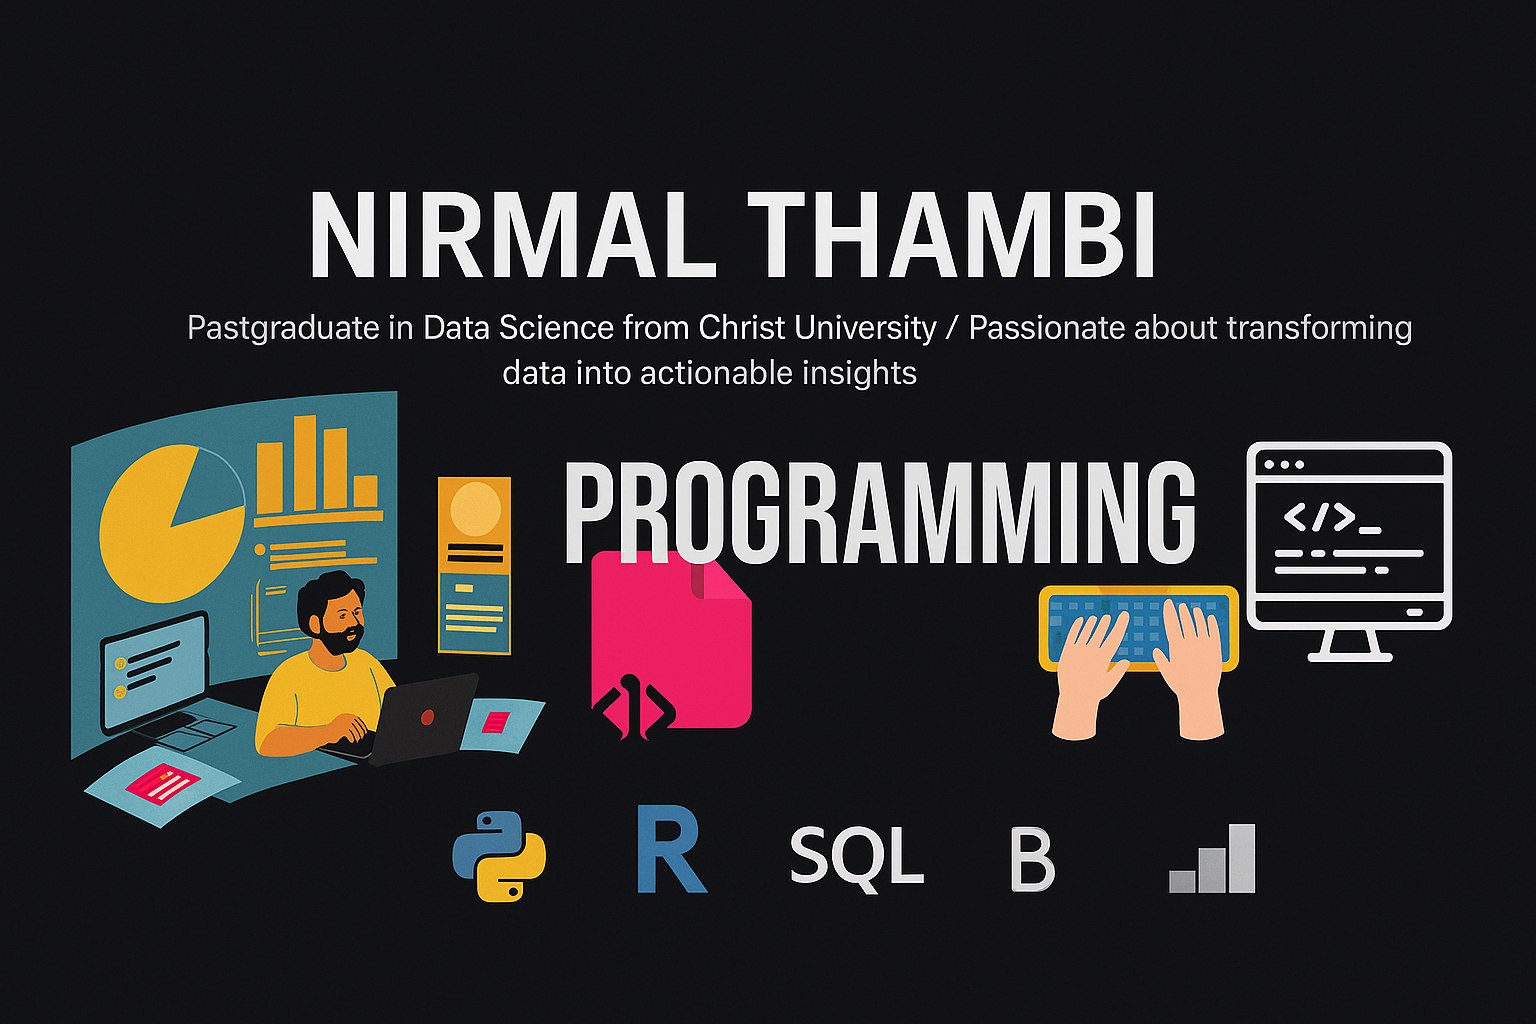 NIRMAL THAMBI
Pastgraduate in Data Science from Christ University / Passionate about transforming
data into actionable insights
PROGRAMMING
</>_
R
SQL
B